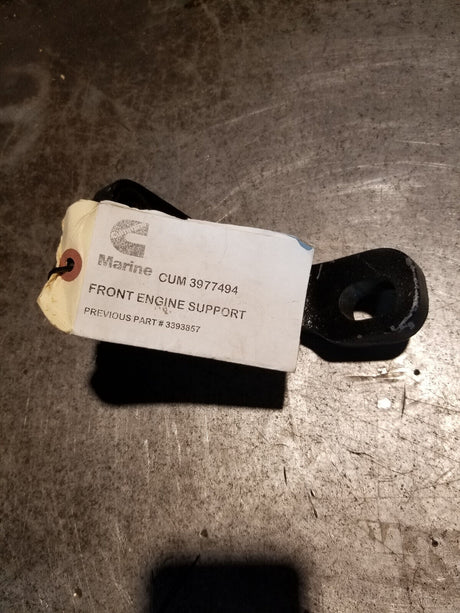 Marine CUM 3977494
FRONT ENGINE SUPPORT
PREVIOUS PART # 3393857